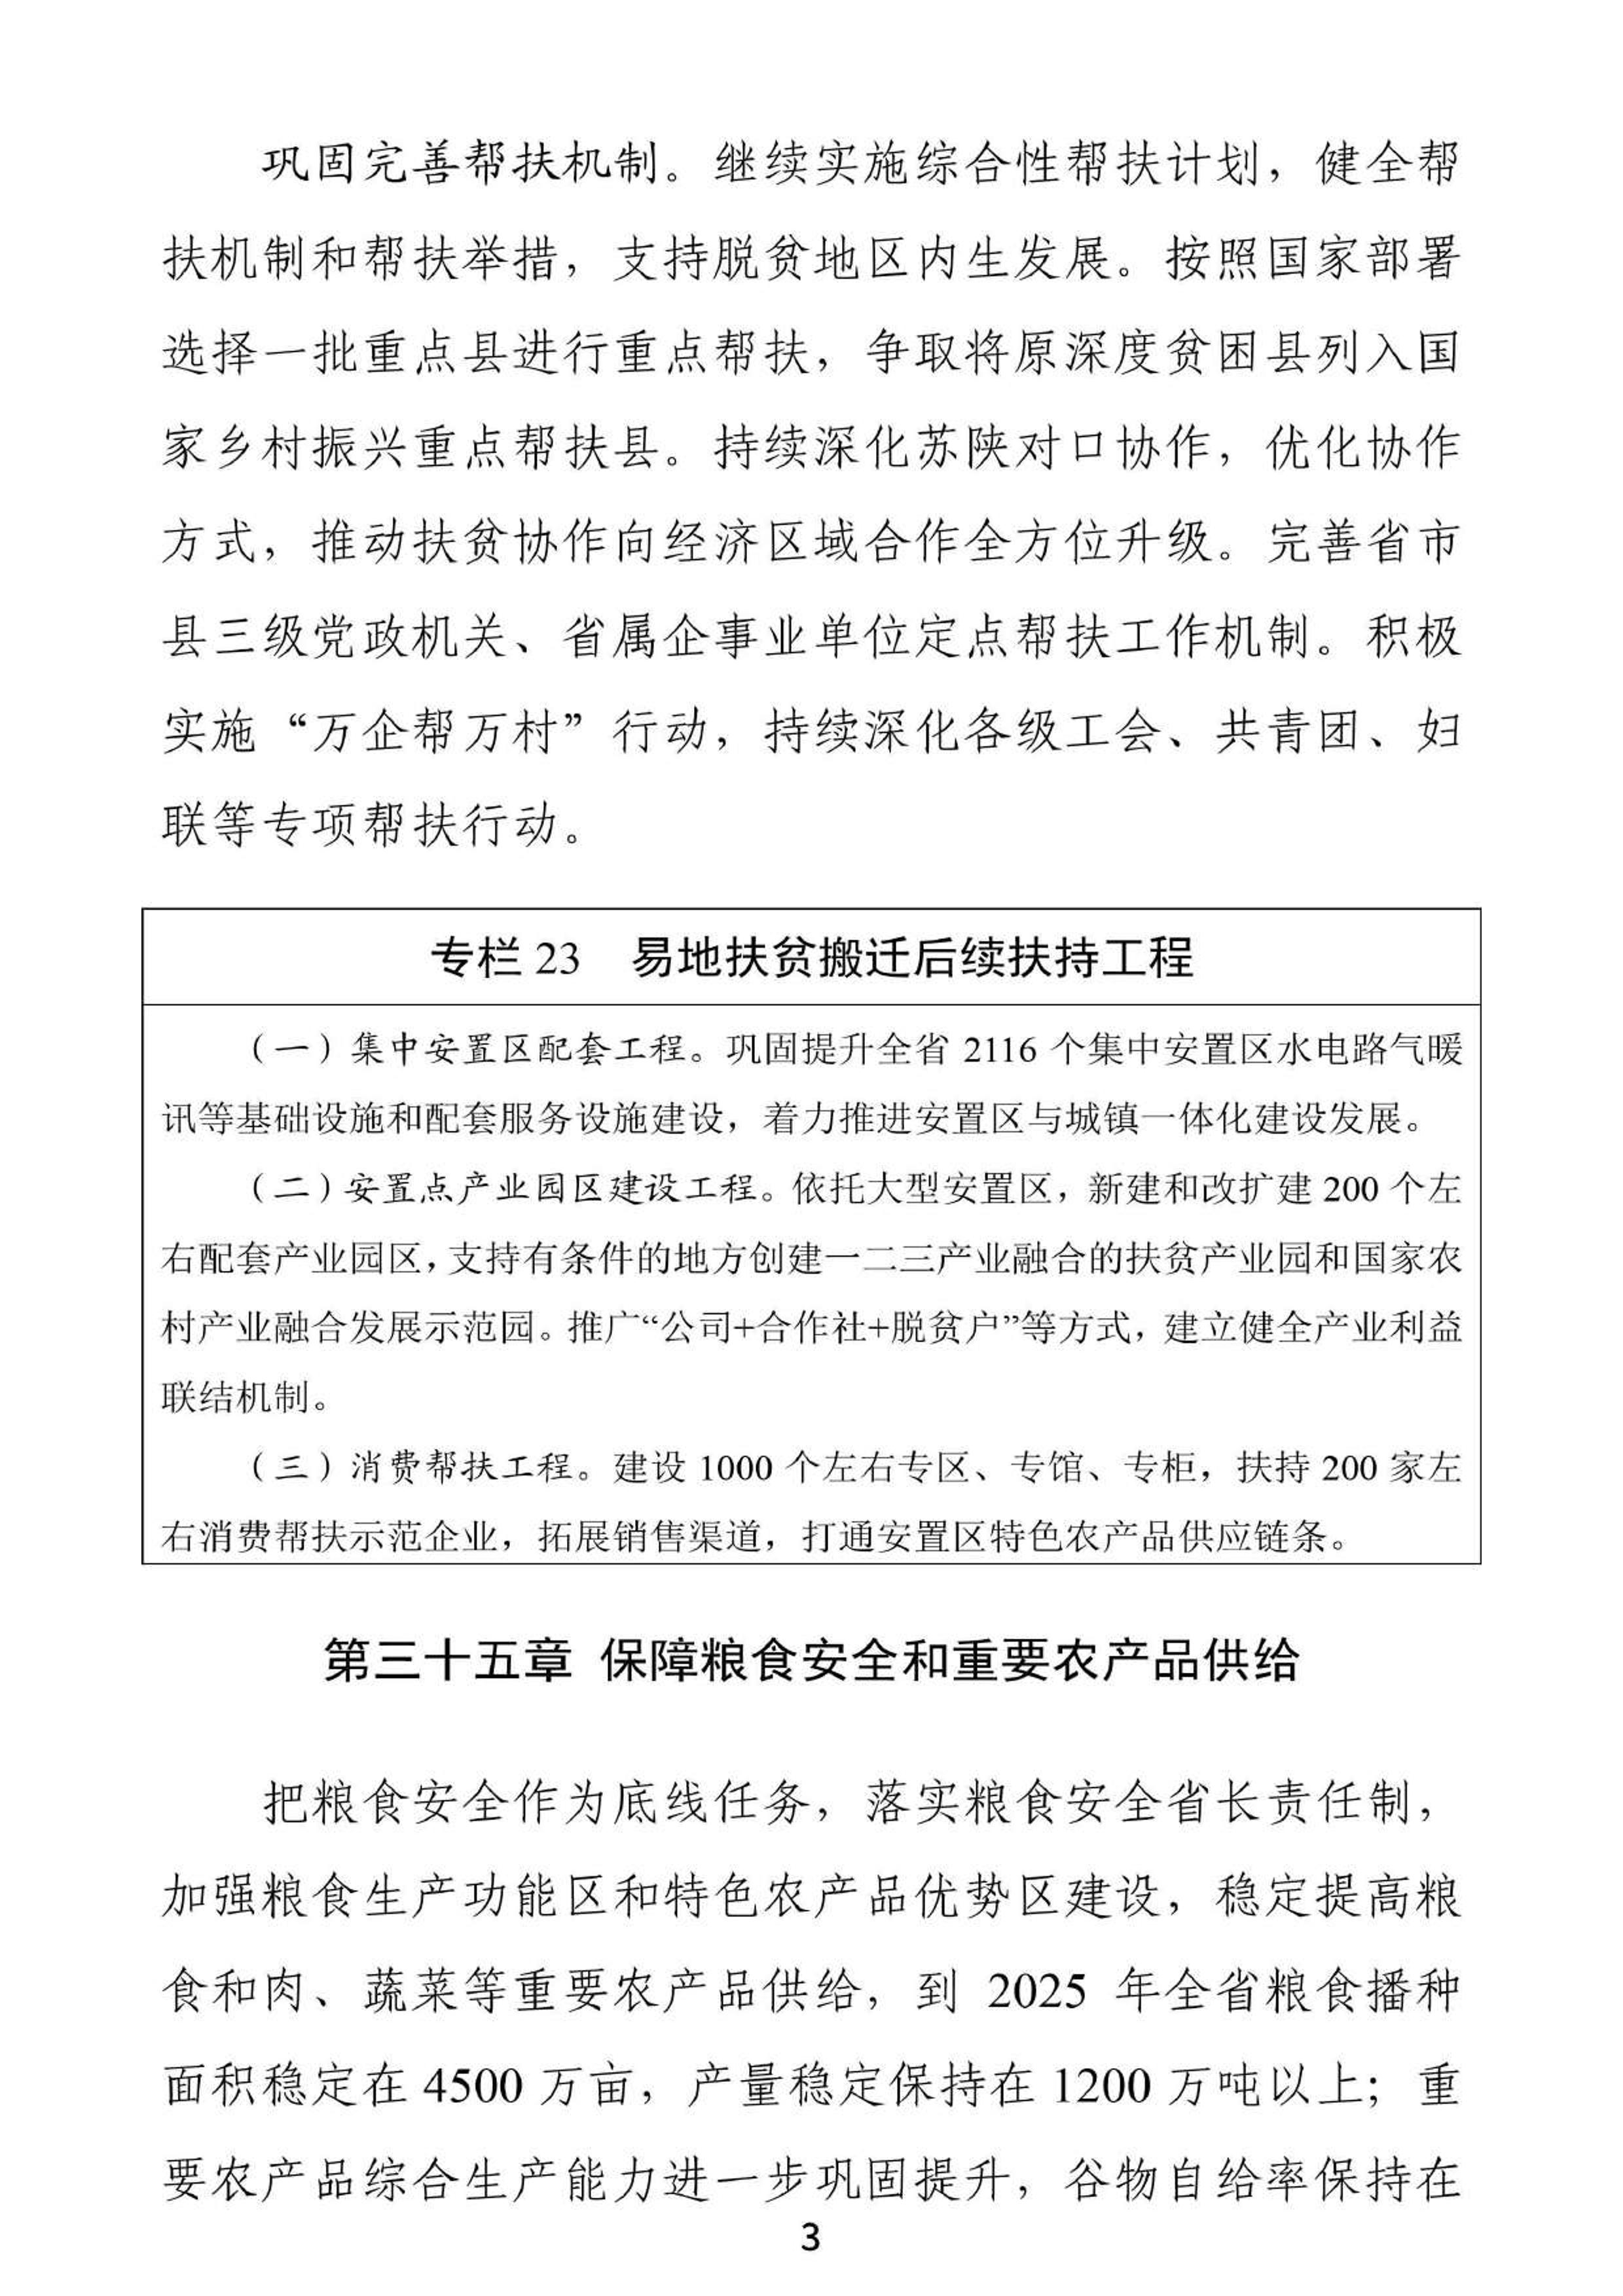 巩固完善帮扶机制。继续实施综合性帮扶计划，健全帮
扶机制和帮扶举措，支持脱贫地区内生发展。按照国家部署
选择一批重点县进行重点帮扶，争取将原深度贫困县列入国
家乡村振兴重点帮扶县。持续深化苏陕对口协作，优化协作
方式，推动扶贫协作向经济区域合作全方位升级。完善省市
县三级党政机关、省属企事业单位定点帮扶工作机制。积极
实施“万企帮万村”行动，持续深化各级工会、共青团、妇
联等专项帮扶行动。
专栏 23 易地扶贫搬迁后续扶持工程
（一）集中安置区配套工程。巩固提升全省 2116 个集中安置区水电路气暖
讯等基础设施和配套服务设施建设，着力推进安置区与城镇一体化建设发展。
（二）安置点产业园区建设工程。依托大型安置区，新建和改扩建 200 个左
右配套产业园区，支持有条件的地方创建一二三产业融合的扶贫产业园和国家农
村产业融合发展示范园。推广“公司+合作社+脱贫户”等方式，建立健全产业利益
联结机制。
（三）消费帮扶工程。建设 1000 个左右专区、专馆、专柜，扶持 200 家左
右消费帮扶示范企业，拓展销售渠道，打通安置区特色农产品供应链条。
第三十五章 保障粮食安全和重要农产品供给
把粮食安全作为底线任务，落实粮食安全省长责任制，
加强粮食生产功能区和特色农产品优势区建设，稳定提高粮
食和肉、蔬菜等重要农产品供给，到 2025 年全省粮食播种
面积稳定在 4500 万亩，产量稳定保持在 1200 万吨以上；重
要农产品综合生产能力进一步巩固提升，谷物自给率保持在
3